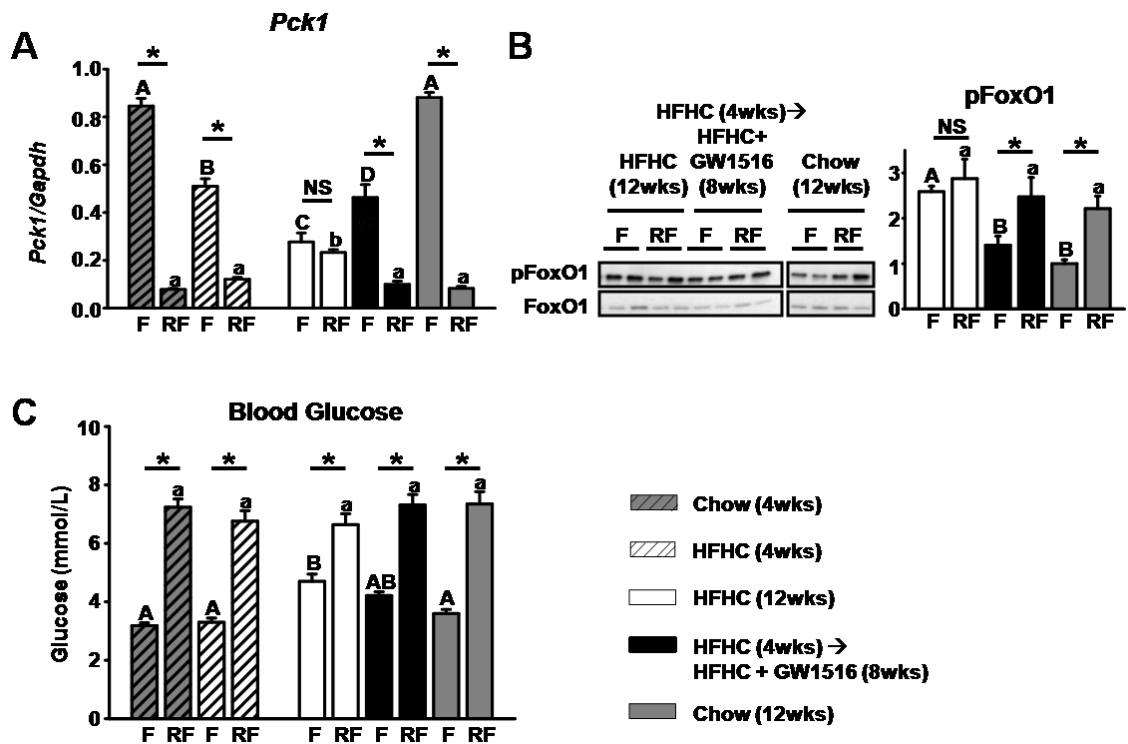 A
Pck1
Pck1/Gapdh
1.0
0.8
0.6
0.4
0.2
0.0
* * NS * *
A a B a C b D a A a
F RF F RF F RF F RF F RF
B
HFHC (4wks)→
HFHC HFHC+ Chow
(12wks) GW1516 (12wks)
(8wks)
F RF F RF F RF
pFoxO1
FoxO1
pFoxO1
3
2
1
0
NS * *
A a B a B a
F RF F RF F RF
C
Blood Glucose
Glucose (mmol/L)
8
6
4
2
0
* * * * *
A a A a B a AB a A a
F RF F RF F RF F RF F RF
Chow (4wks)
HFHC (4wks)
HFHC (12wks)
HFHC (4wks) →
HFHC + GW1516 (8wks)
Chow (12wks)